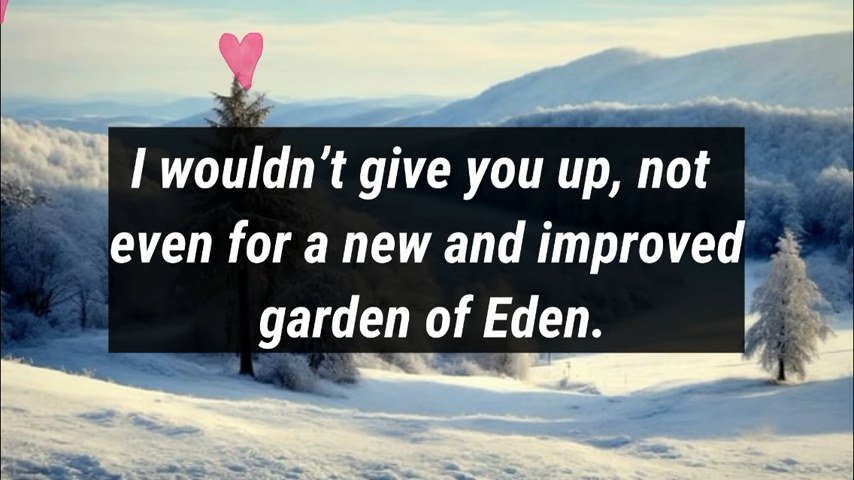 I wouldn’t give you up, not
even for a new and improved
garden of Eden.